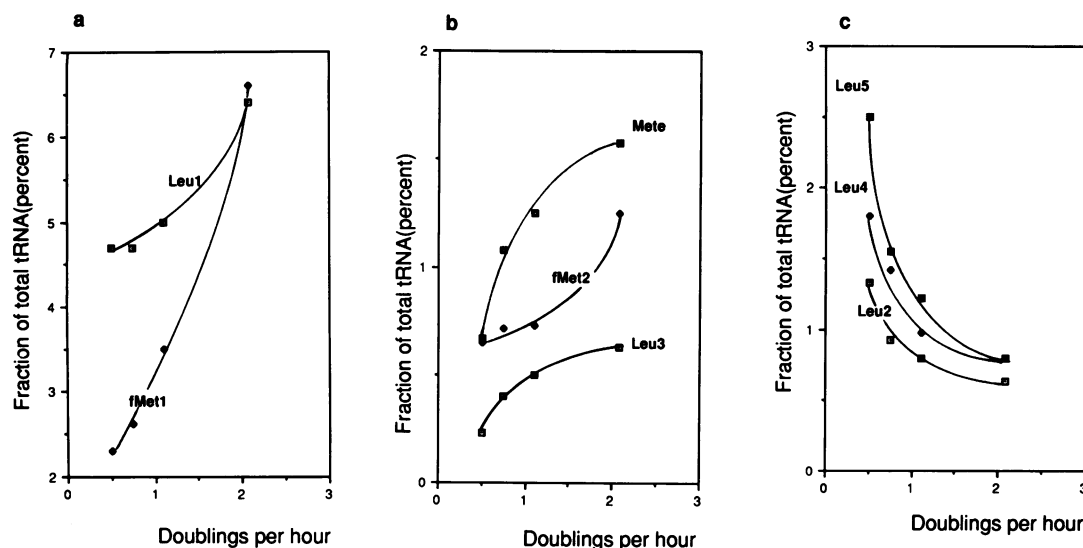 a
7
6
5
4
3
2
0
1
2
3
Fraction of total tRNA(percent)
Leu1
fMet1
Doublings per hour
b
2
1
0
0
1
2
3
Fraction of total tRNA(percent)
Mete
fMet2
Leu3
Doublings per hour
c
3
2
1
0
0
1
2
3
Fraction of total tRNA(percent)
Leu5
Leu4
Leu2
Doublings per hour